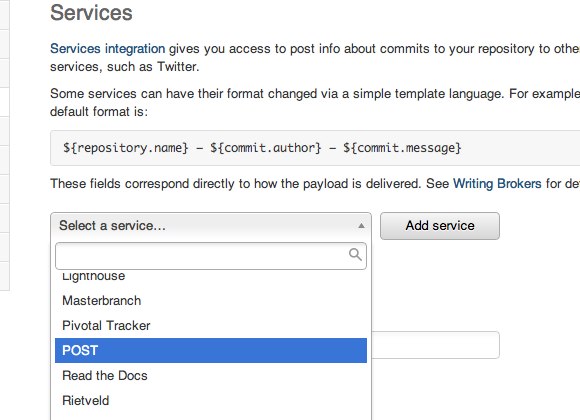 Services
Services integration gives you access to post info about commits to your repository to othe
services, such as Twitter.
Some services can have their format changed via a simple template language. For example
default format is:
${repository.name} – ${commit.author} – ${commit.message}
These fields correspond directly to how the payload is delivered. See Writing Brokers for det
Select a service...
Add service
Lighthouse
Masterbranch
Pivotal Tracker
POST
Read the Docs
Rietveld